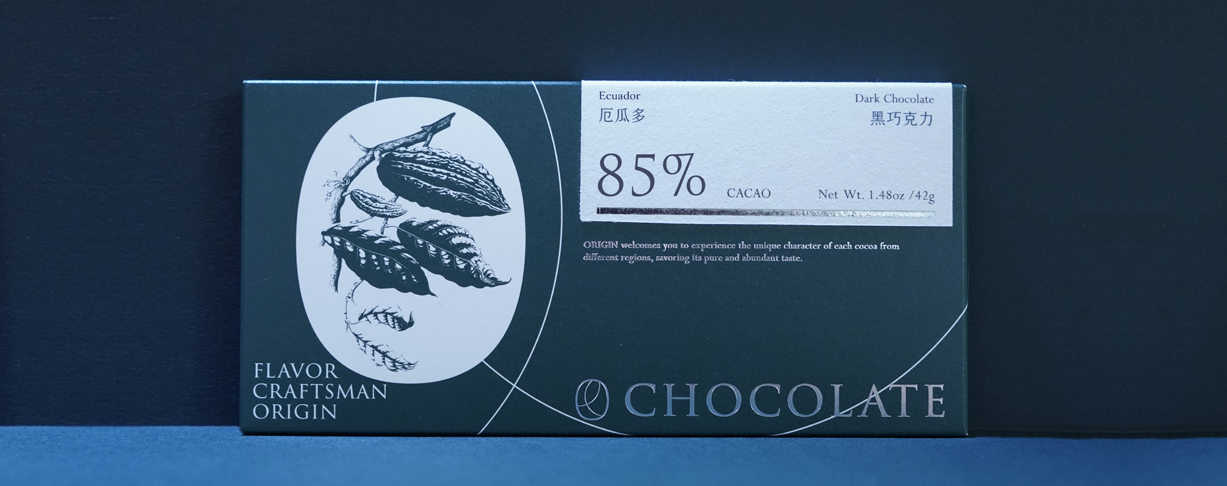 Ecuador
厄瓜多
Dark Chocolate
黑巧克力
85% CACAO
Net Wt. 1.48oz /42g
ORIGIN welcomes you to experience the unique character of each cocoa from
different regions, savoring its pure and abundant taste.
FLAVOR
CRAFTSMAN
ORIGIN
CHOCOLATE